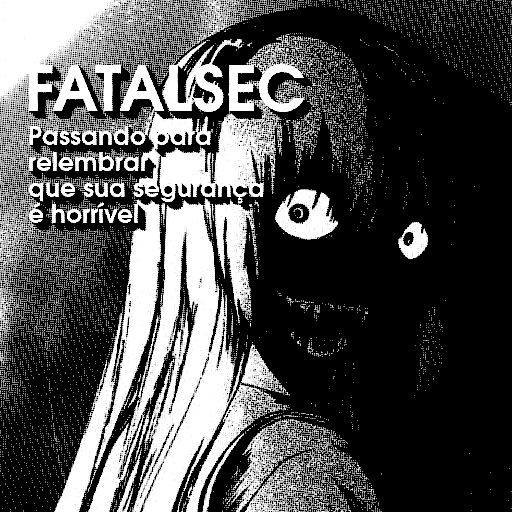 FATALSEC
Passando para
relembrar
que sua segurança
é horrível